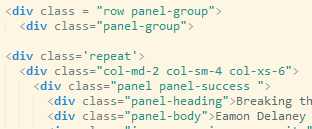 <div class = "row panel-group">
<div class="panel-group">
<div class='repeat'>
<div class="col-md-2 col-sm-4 col-xs-6">
<div class="panel panel-success ">
<div class="panel-heading">Breaking th
<div class="panel-body">Eamon Delaney